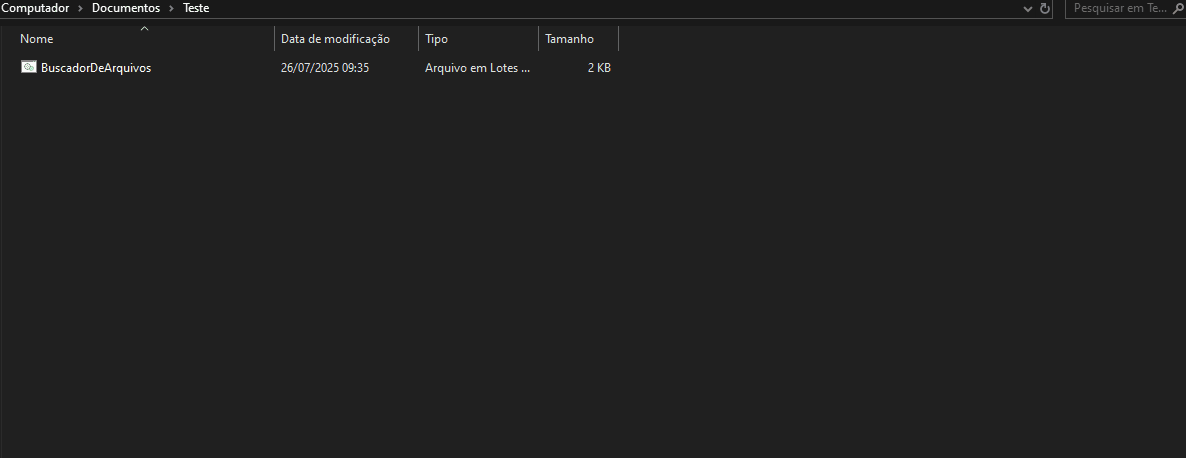 Computador > Documentos > Teste
Pesquisar em Te...
Nome Data de modificação Tipo Tamanho
BuscadorDeArquivos 26/07/2025 09:35 Arquivo em Lotes ... 2 KB